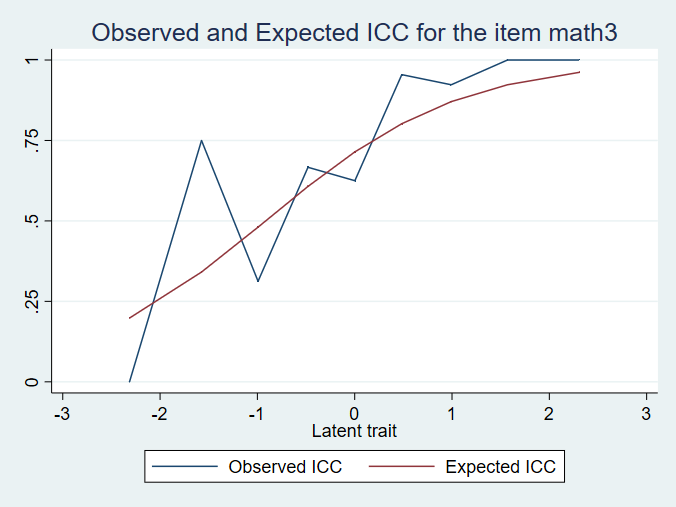 Observed and Expected ICC for the item math3
1
.75
.5
.25
0
-3 -2 -1 0 1 2 3
Latent trait
Observed ICC Expected ICC